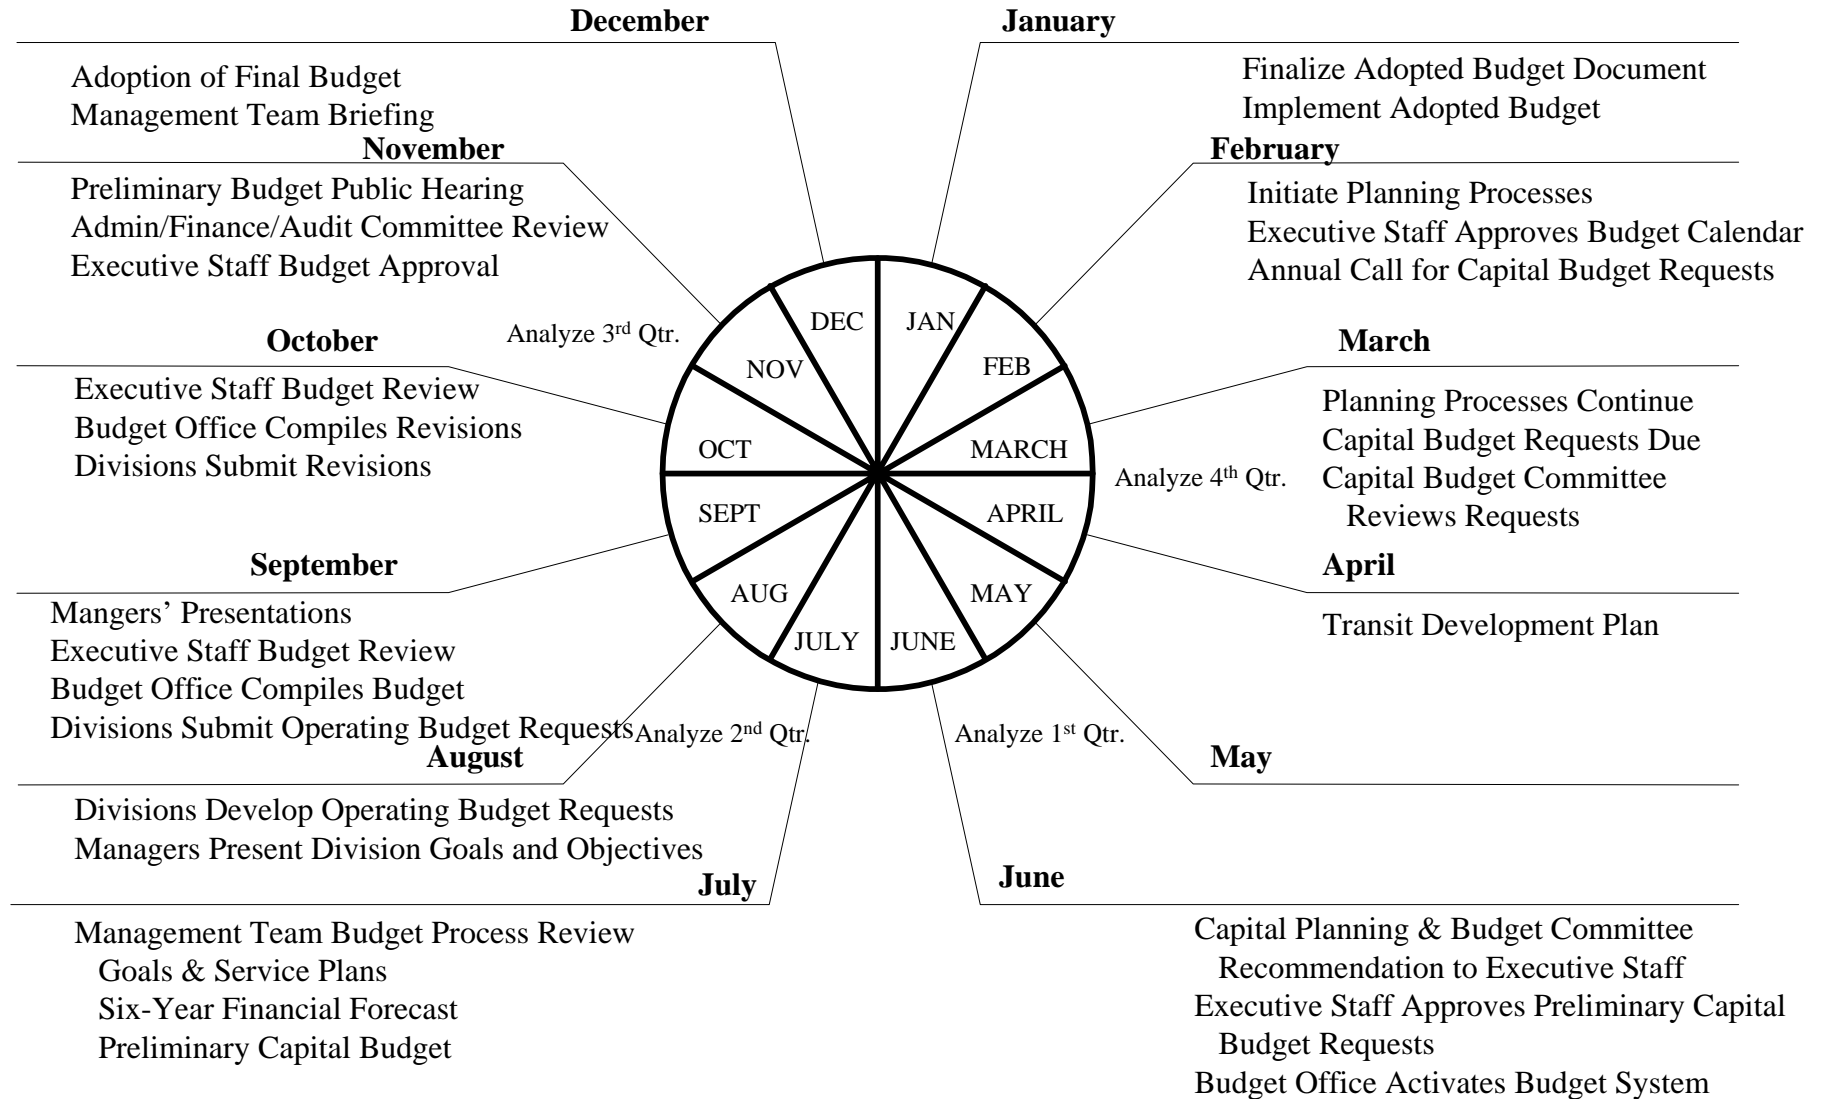 December
January
Adoption of Final Budget
Management Team Briefing
Finalize Adopted Budget Document
Implement Adopted Budget
November
February
Preliminary Budget Public Hearing
Admin/Finance/Audit Committee Review
Executive Staff Budget Approval
Initiate Planning Processes
Executive Staff Approves Budget Calendar
Annual Call for Capital Budget Requests
October
Analyze 3rd Qtr.
March
Executive Staff Budget Review
Budget Office Compiles Revisions
Divisions Submit Revisions
DEC
JAN
NOV
FEB
OCT
MARCH
SEPT
APRIL
AUG
MAY
JULY
JUNE
Analyze 4th Qtr.
Planning Processes Continue
Capital Budget Requests Due
Capital Budget Committee
Reviews Requests
September
April
Mangers’ Presentations
Executive Staff Budget Review
Budget Office Compiles Budget
Divisions Submit Operating Budget Requests
Transit Development Plan
Analyze 2nd Qtr.
Analyze 1st Qtr.
August
May
Divisions Develop Operating Budget Requests
Managers Present Division Goals and Objectives
July
June
Management Team Budget Process Review
Goals & Service Plans
Six-Year Financial Forecast
Preliminary Capital Budget
Capital Planning & Budget Committee
Recommendation to Executive Staff
Executive Staff Approves Preliminary Capital
Budget Requests
Budget Office Activates Budget System